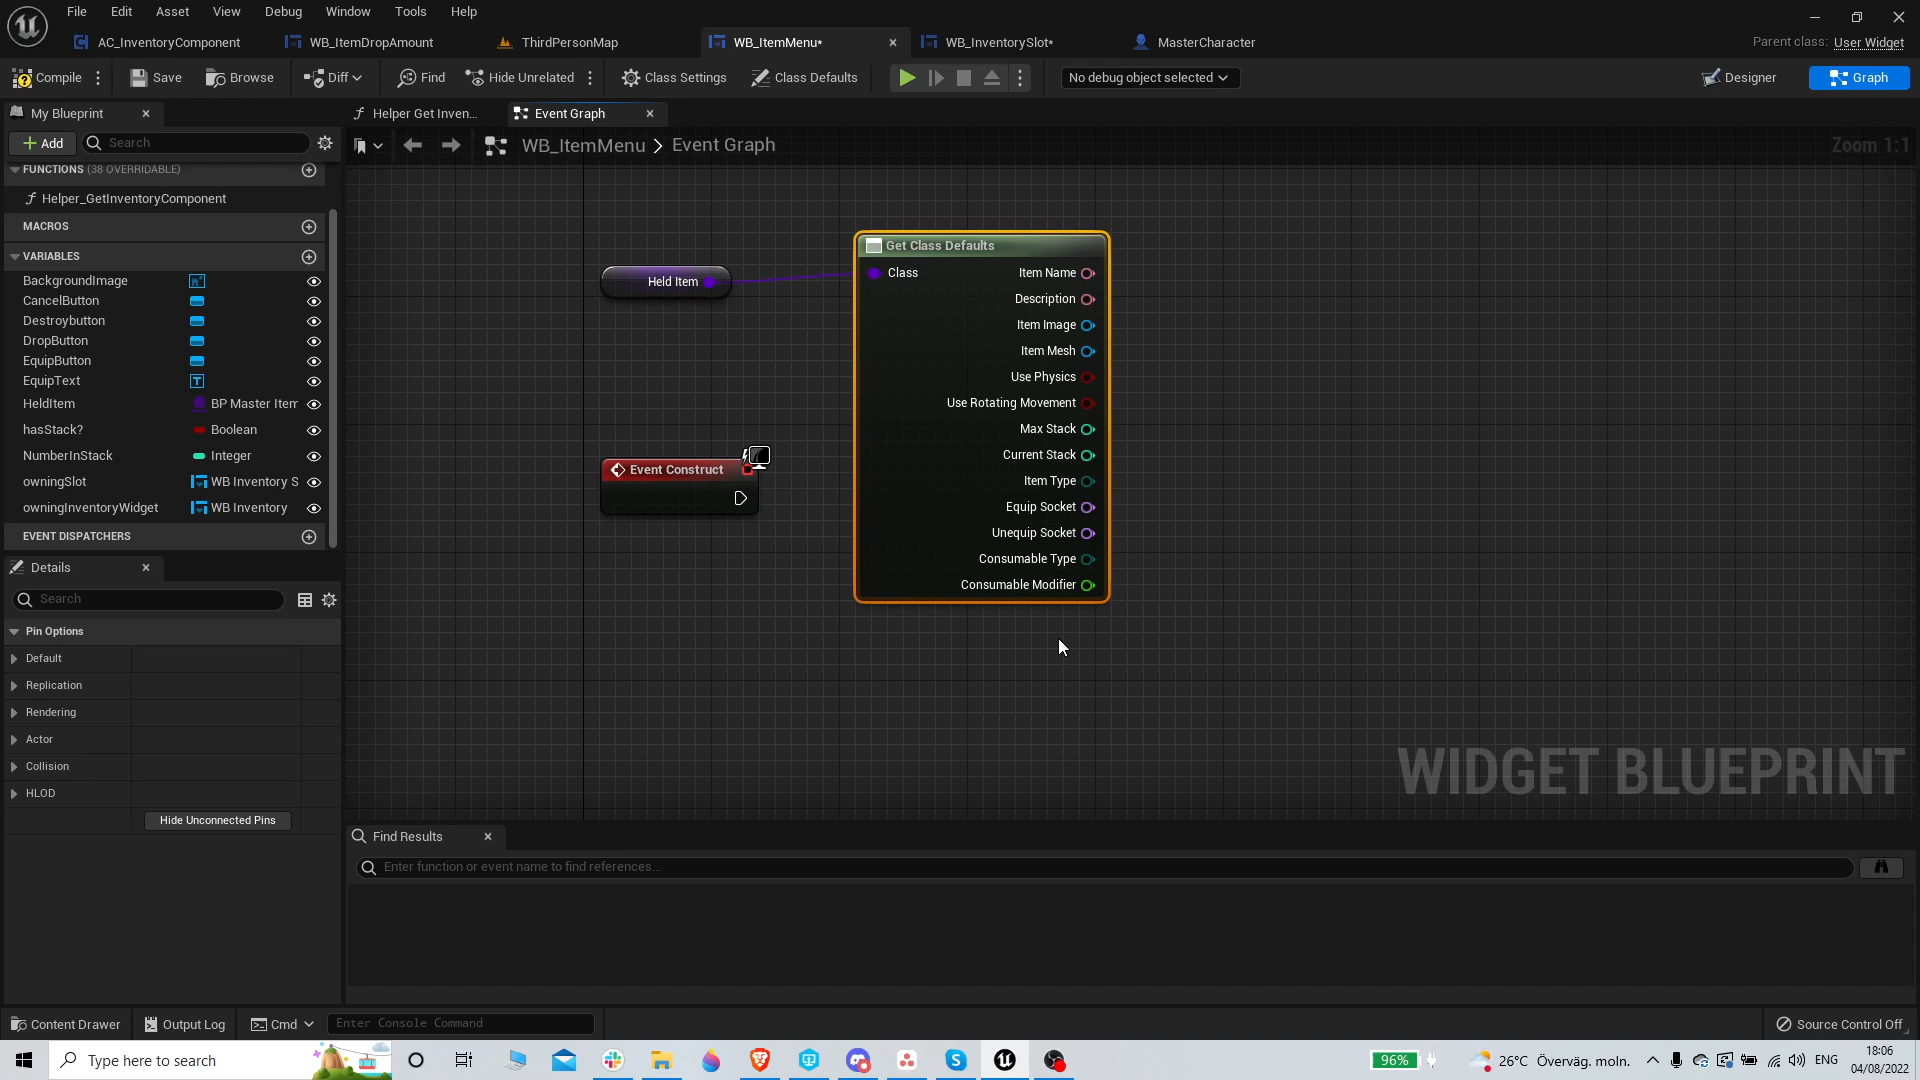 File Edit Asset View Debug Window Tools Help
AC_InventoryComponent WB_ItemDropAmount ThirdPersonMap WB_ItemMenu* WB_InventorySlot* MasterCharacter Parent class: User Widget
Compile Save Browse Diff Find Hide Unrelated Class Settings Class Defaults No debug object selected Designer Graph
My Blueprint Helper Get Inven... Event Graph
Add Search WB_ItemMenu > Event Graph Zoom 1:1
FUNCTIONS (38 OVERRIDABLE)
Helper_GetInventoryComponent
MACROS
VARIABLES
BackgroundImage
CancelButton
Destroybutton
DropButton
EquipButton
EquipText
HeldItem BP Master Item
hasStack? Boolean
NumberInStack Integer
owningSlot WB Inventory S
owningInventoryWidget WB Inventory
EVENT DISPATCHERS
Details
Search
Pin Options
Default
Replication
Rendering
Actor
Collision
HLOD
Hide Unconnected Pins
Held Item
Event Construct
Get Class Defaults
Class Item Name
Description
Item Image
Item Mesh
Use Physics
Use Rotating Movement
Max Stack
Current Stack
Item Type
Equip Socket
Unequip Socket
Consumable Type
Consumable Modifier
WIDGET BLUEPRINT
Find Results
Enter function or event name to find references...
Content Drawer Output Log Cmd Enter Console Command Source Control Off
Type here to search 96% 26°C Överväg. moln. ENG 18:06
04/08/2022